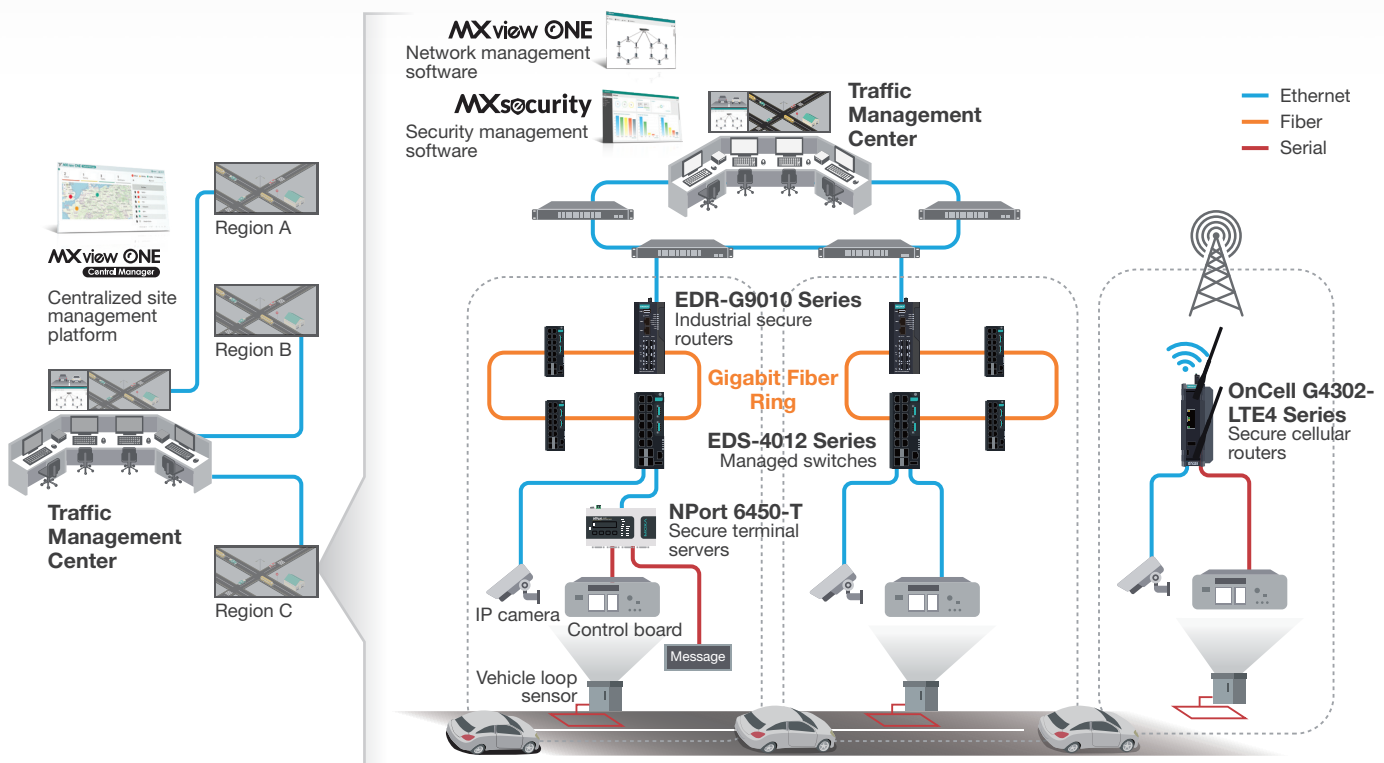 MXview ONE
Network management
software
MXsecurity
Security management
software
Traffic
Management
Center
Ethernet
Fiber
Serial
MXview ONE
Central Manager
Centralized site
management
platform
Region A
Region B
Region C
Traffic
Management
Center
EDR-G9010 Series
Industrial secure
routers
Gigabit Fiber
Ring
EDS-4012 Series
Managed switches
NPort 6450-T
Secure terminal
servers
IP camera
Control board
Message
Vehicle loop
sensor
OnCell G4302-
LTE4 Series
Secure cellular
routers